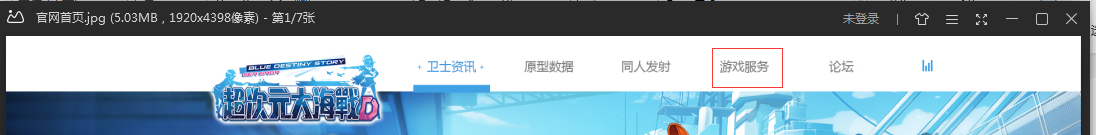 官网首页.jpg (5.03MB , 1920x4398像素) - 第1/7张
未登录
卫士资讯
原型数据
同人发射
游戏服务
论坛
BLUE DESTINY STORY
超次元大海戰D